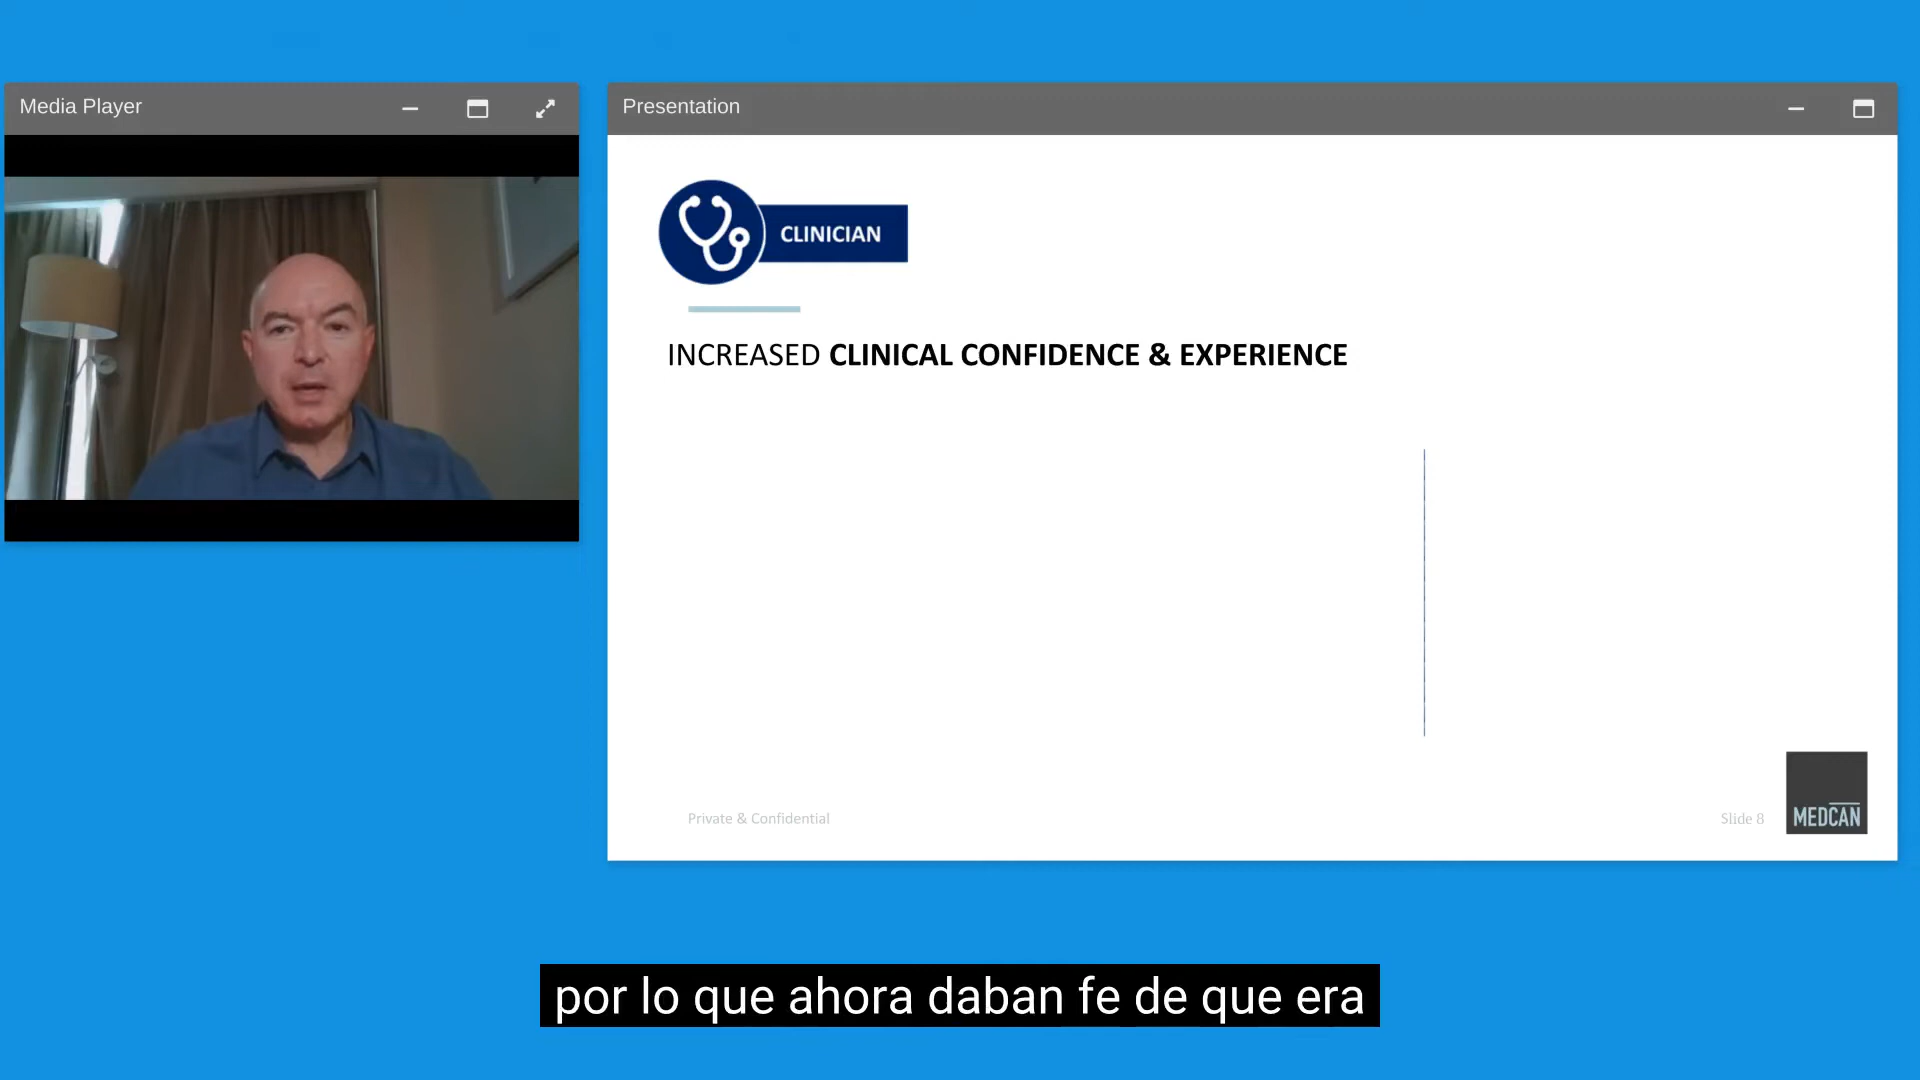 Media Player
Presentation
CLINICIAN
INCREASED CLINICAL CONFIDENCE & EXPERIENCE
Private & Confidential
Slide 8
MEDCAN
por lo que ahora daban fe de que era